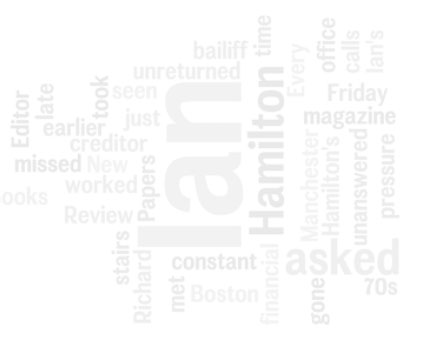 time
office
calls
Ian's
bailiff
unreturned
Every
Editor
late
took
seen
Friday
just
magazine
earlier
creditor
Ian
Hamilton
missed
New
Papers
Manchester
Hamilton's
unanswered
pressure
worked
ooks
Review
stairs
Richard
constant
financial
asked
met
Boston
gone
70s